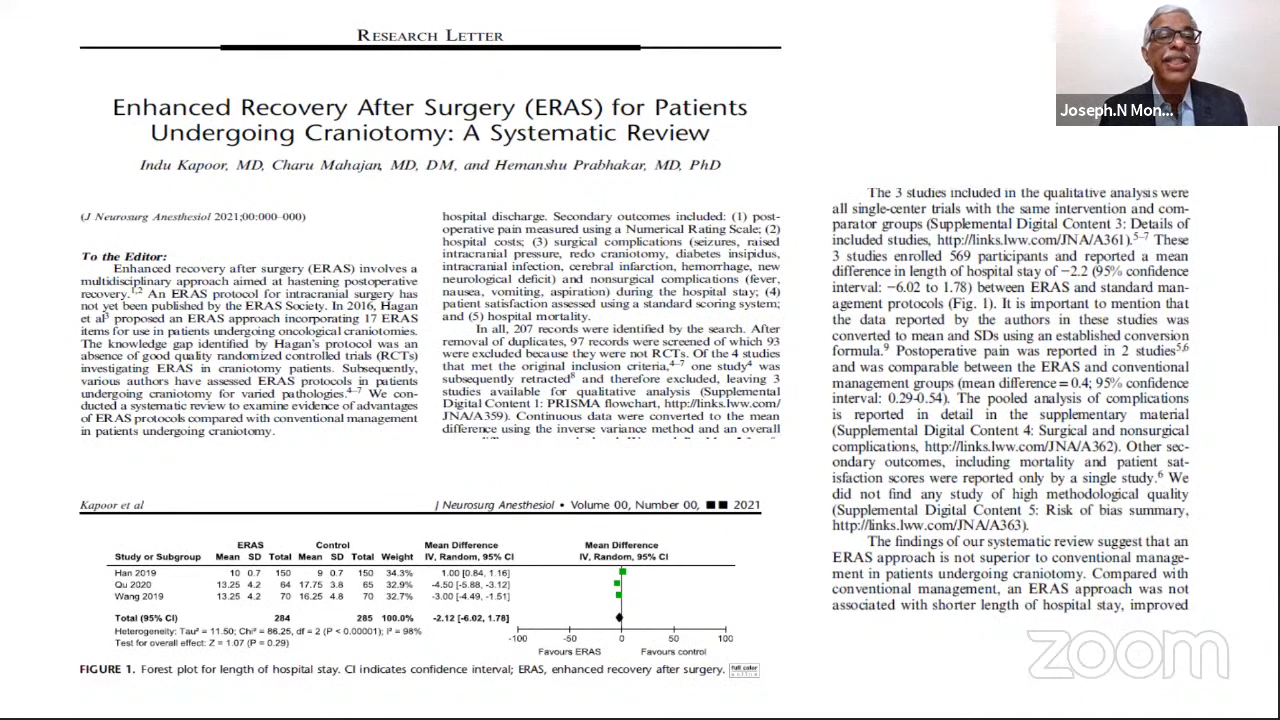 RESEARCH LETTER
Enhanced Recovery After Surgery (ERAS) for Patients
Undergoing Craniotomy: A Systematic Review
Indu Kapoor, MD, Charu Mahajan, MD, DM, and Hemanshu Prabhakar, MD, PhD
(J Neurosurg Anesthesiol 2021;00:000–000)
To the Editor:
Enhanced recovery after surgery (ERAS) involves a
multidisciplinary approach aimed at hastening postoperative
recovery.1,2 An ERAS protocol for intracranial surgery has
not yet been published by the ERAS Society. In 2016, Hagan
et al3 proposed an ERAS approach incorporating 17 ERAS
items for use in patients undergoing oncological craniotomies.
The knowledge gap identified by Hagan's protocol was an
absence of good quality randomized controlled trials (RCTs)
investigating ERAS in craniotomy patients. Subsequently,
various authors have assessed ERAS protocols in patients
undergoing craniotomy for varied pathologies.4–7 We con-
ducted a systematic review to examine evidence of advantages
of ERAS protocols compared with conventional management
in patients undergoing craniotomy.
hospital discharge. Secondary outcomes included: (1) post-
operative pain measured using a Numerical Rating Scale; (2)
hospital costs; (3) surgical complications (seizures, raised
intracranial pressure, redo craniotomy, diabetes insipidus,
intracranial infection, cerebral infarction, hemorrhage, new
neurological deficit) and nonsurgical complications (fever,
nausea, vomiting, aspiration) during the hospital stay; (4)
patient satisfaction assessed using a standard scoring system;
and (5) hospital mortality.
In all, 207 records were identified by the search. After
removal of duplicates, 97 records were screened of which 93
were excluded because they were not RCTs. Of the 4 studies
that met the original inclusion criteria,4–7 one study4 was
subsequently retracted8 and therefore excluded, leaving 3
studies available for qualitative analysis (Supplemental
Digital Content 1: PRISMA flowchart, http://links.lww.com/
JNA/A359). Continuous data were converted to the mean
difference using the inverse variance method and an overall
Kapoor et al
J Neurosurg Anesthesiol • Volume 00, Number 00, ■■ 2021
ERAS Control Mean Difference Mean Difference
Study or Subgroup Mean SD Total Mean SD Total Weight IV, Random, 95% CI IV, Random, 95% CI
Han 2019 10 0.7 150 9 0.7 150 34.3% 1.00 [0.84, 1.16]
Qu 2020 13.25 4.2 64 17.75 3.8 65 32.9% -4.50 [-5.88, -3.12]
Wang 2019 13.25 4.2 70 16.25 4.8 70 32.7% -3.00 [-4.49, -1.51]
Total (95% CI) 284 285 100.0% -2.12 [-6.02, 1.78]
Heterogeneity: Tau² = 11.50; Chi² = 86.25, df = 2 (P < 0.00001); I² = 98%
Test for overall effect: Z = 1.07 (P = 0.29)
-100 -50 0 50 100
Favours ERAS Favours control
FIGURE 1. Forest plot for length of hospital stay. CI indicates confidence interval; ERAS, enhanced recovery after surgery.
full color
online
Joseph.N Mon...
The 3 studies included in the qualitative analysis were
all single-center trials with the same intervention and com-
parator groups (Supplemental Digital Content 3: Details of
included studies, http://links.lww.com/JNA/A361).5–7 These
3 studies enrolled 569 participants and reported a mean
difference in length of hospital stay of −2.2 (95% confidence
interval: −6.02 to 1.78) between ERAS and standard man-
agement protocols (Fig. 1). It is important to mention that
the data reported by the authors in these studies was
converted to mean and SDs using an established conversion
formula.9 Postoperative pain was reported in 2 studies5,6
and was comparable between the ERAS and conventional
management groups (mean difference = 0.4; 95% confidence
interval: 0.29-0.54). The pooled analysis of complications
is reported in detail in the supplementary material
(Supplemental Digital Content 4: Surgical and nonsurgical
complications, http://links.lww.com/JNA/A362). Other sec-
ondary outcomes, including mortality and patient sat-
isfaction scores were reported only by a single study.6 We
did not find any study of high methodological quality
(Supplemental Digital Content 5: Risk of bias summary,
http://links.lww.com/JNA/A363).
The findings of our systematic review suggest that an
ERAS approach is not superior to conventional manage-
ment in patients undergoing craniotomy. Compared with
conventional management, an ERAS approach was not
associated with shorter length of hospital stay, improved
zoom